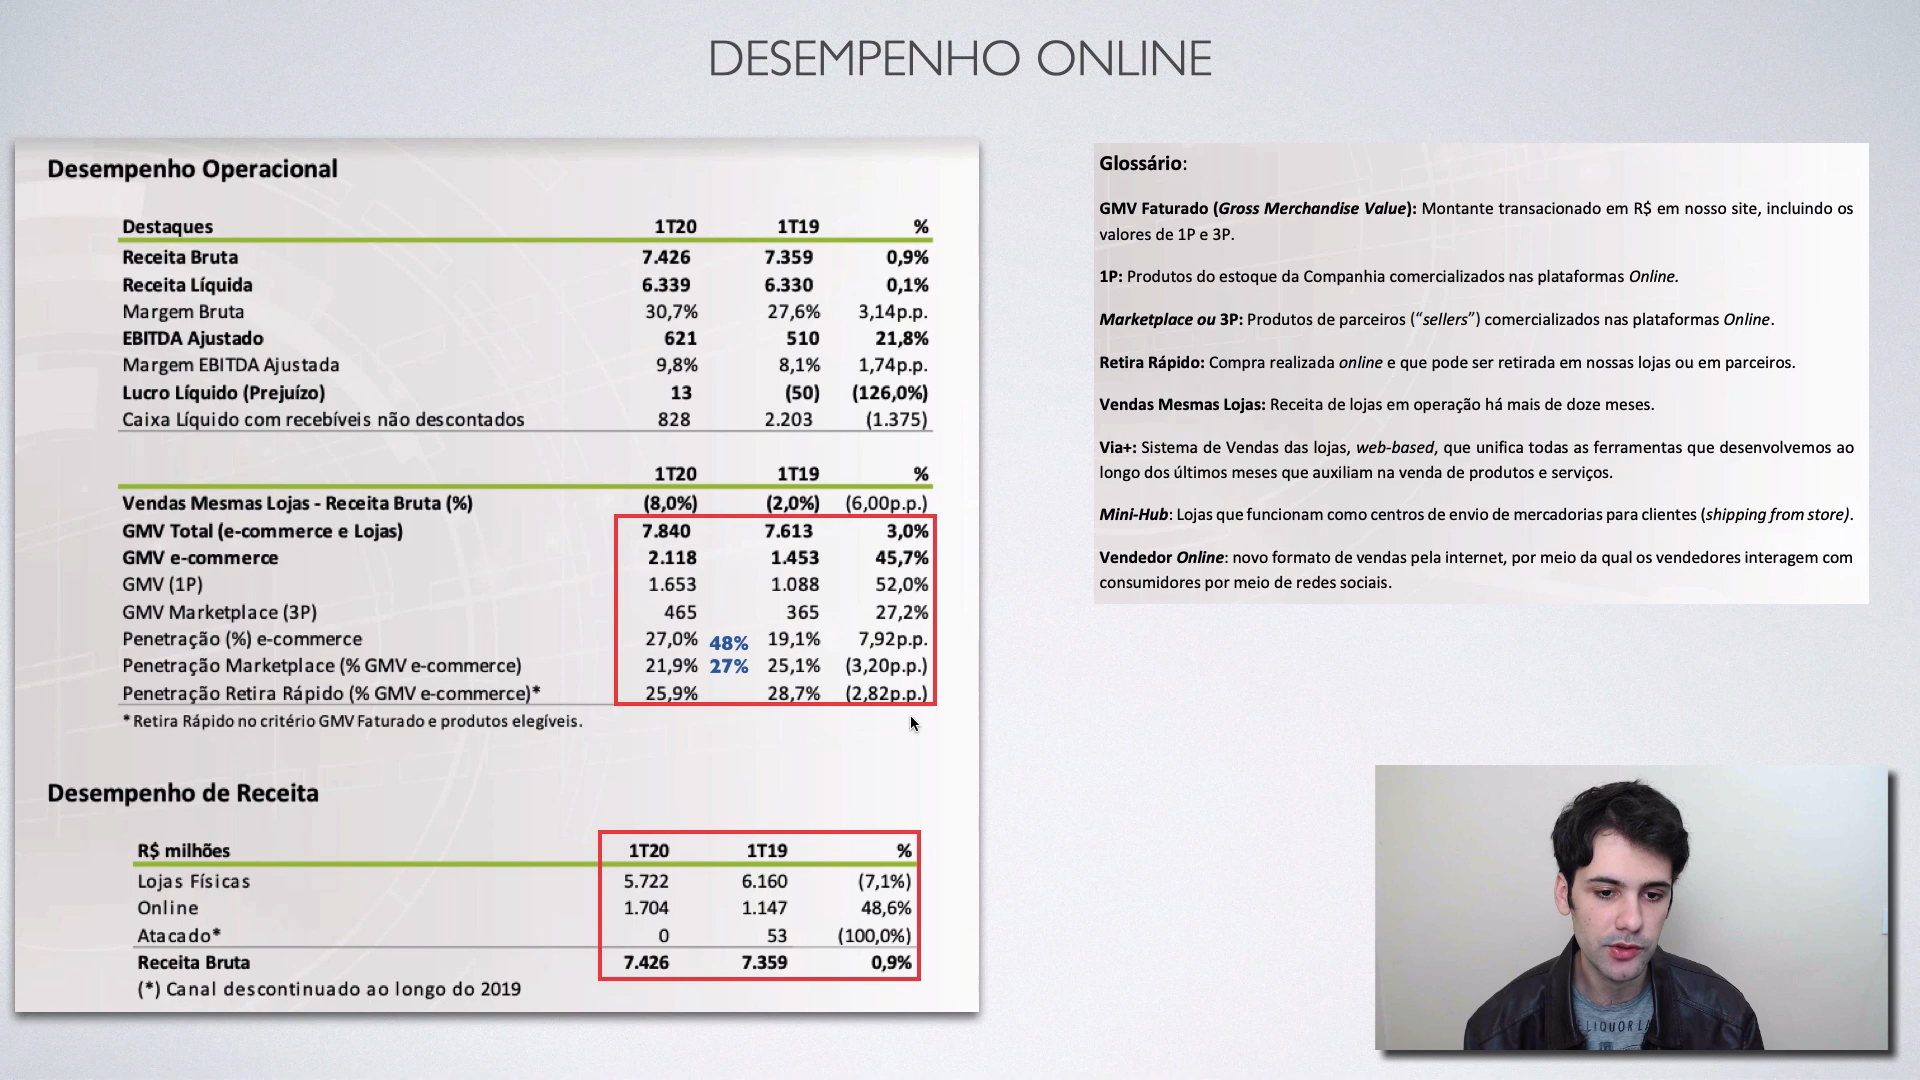 DESEMPENHO ONLINE
Desempenho Operacional
Destaques 1T20 1T19 %
Receita Bruta 7.426 7.359 0,9%
Receita Líquida 6.339 6.330 0,1%
Margem Bruta 30,7% 27,6% 3,14p.p.
EBITDA Ajustado 621 510 21,8%
Margem EBITDA Ajustada 9,8% 8,1% 1,74p.p.
Lucro Líquido (Prejuízo) 13 (50) (126,0%)
Caixa Líquido com recebíveis não descontados 828 2.203 (1.375)
1T20 1T19 %
Vendas Mesmas Lojas - Receita Bruta (%) (8,0%) (2,0%) (6,00p.p.)
GMV Total (e-commerce e Lojas) 7.840 7.613 3,0%
GMV e-commerce 2.118 1.453 45,7%
GMV (1P) 1.653 1.088 52,0%
GMV Marketplace (3P) 465 365 27,2%
Penetração (%) e-commerce 27,0% 48% 19,1% 7,92p.p.
Penetração Marketplace (% GMV e-commerce) 21,9% 27% 25,1% (3,20p.p.)
Penetração Retira Rápido (% GMV e-commerce)* 25,9% 28,7% (2,82p.p.)
* Retira Rápido no critério GMV Faturado e produtos elegíveis.
Desempenho de Receita
R$ milhões 1T20 1T19 %
Lojas Físicas 5.722 6.160 (7,1%)
Online 1.704 1.147 48,6%
Atacado* 0 53 (100,0%)
Receita Bruta 7.426 7.359 0,9%
(*) Canal descontinuado ao longo do 2019
Glossário:
GMV Faturado (Gross Merchandise Value): Montante transacionado em R$ em nosso site, incluindo os
valores de 1P e 3P.
1P: Produtos do estoque da Companhia comercializados nas plataformas Online.
Marketplace ou 3P: Produtos de parceiros (“sellers”) comercializados nas plataformas Online.
Retira Rápido: Compra realizada online e que pode ser retirada em nossas lojas ou em parceiros.
Vendas Mesmas Lojas: Receita de lojas em operação há mais de doze meses.
Via+: Sistema de Vendas das lojas, web-based, que unifica todas as ferramentas que desenvolvemos ao
longo dos últimos meses que auxiliam na venda de produtos e serviços.
Mini-Hub: Lojas que funcionam como centros de envio de mercadorias para clientes (shipping from store).
Vendedor Online: novo formato de vendas pela internet, por meio da qual os vendedores interagem com
consumidores por meio de redes sociais.